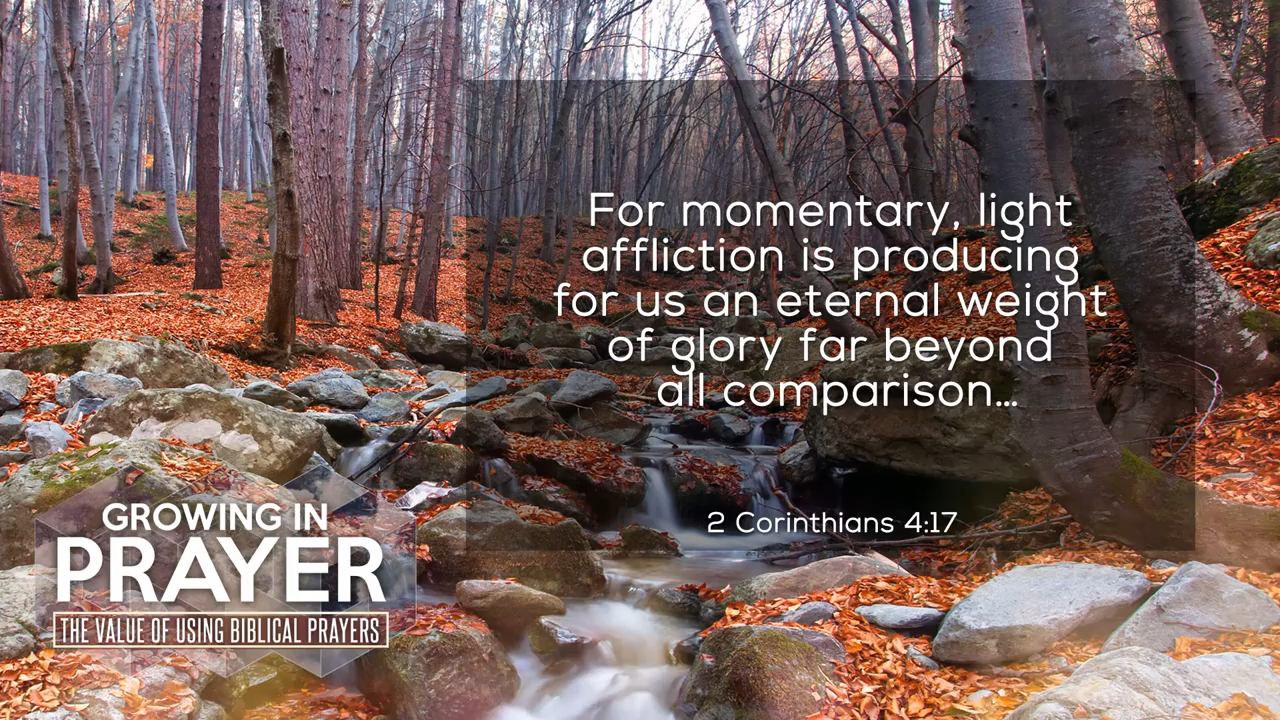 For momentary, light
affliction is producing
for us an eternal weight
of glory far beyond
all comparison...
2 Corinthians 4:17
GROWING IN
PRAYER
THE VALUE OF USING BIBLICAL PRAYERS